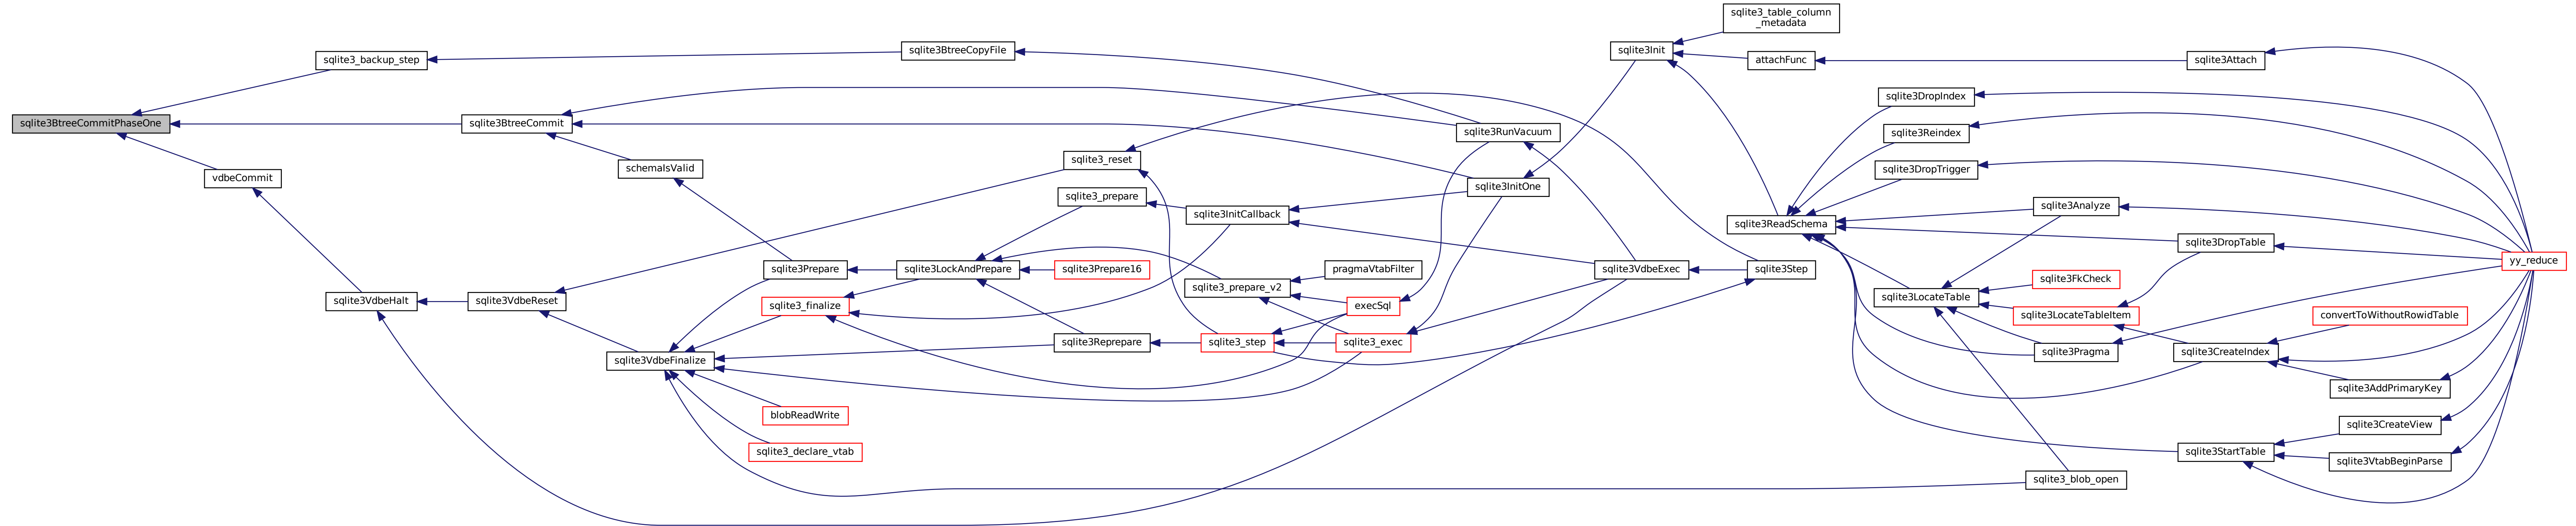 sqlite3BtreeCommitPhaseOne
sqlite3_backup_step
sqlite3BtreeCommit
vdbeCommit
sqlite3VdbeHalt
sqlite3BtreeCopyFile
schemaIsValid
sqlite3VdbeReset
sqlite3VdbeFinalize
sqlite3Prepare
sqlite3_finalize
blobReadWrite
sqlite3_declare_vtab
sqlite3LockAndPrepare
sqlite3_reset
sqlite3_prepare
sqlite3Prepare16
sqlite3Reprepare
sqlite3InitCallback
sqlite3_prepare_v2
sqlite3_step
pragmaVtabFilter
execSql
sqlite3_exec
sqlite3RunVacuum
sqlite3InitOne
sqlite3Init
sqlite3VdbeExec
sqlite3_table_column
_metadata
attachFunc
sqlite3ReadSchema
sqlite3Step
sqlite3DropIndex
sqlite3Reindex
sqlite3DropTrigger
sqlite3LocateTable
sqlite3Analyze
sqlite3FkCheck
sqlite3LocateTableItem
sqlite3Pragma
sqlite3_blob_open
sqlite3Attach
sqlite3DropTable
sqlite3CreateIndex
sqlite3StartTable
convertToWithoutRowidTable
sqlite3AddPrimaryKey
sqlite3CreateView
sqlite3VtabBeginParse
yy_reduce